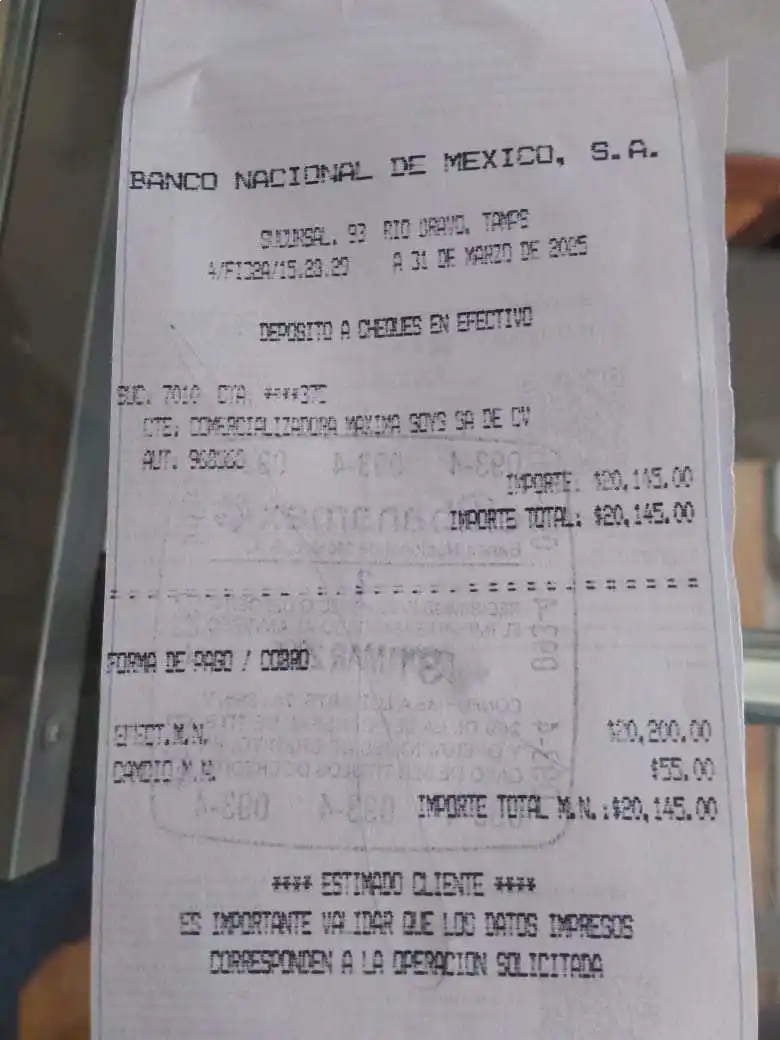 BANCO NACIONAL DE MEXICO, S.A.
SUCURSAL. 93 RIO BRAVO, TAMPS
A 31 DE MARZO DE 2025
DEPOSITO A CHEQUES EN EFECTIVO
SUC. 7010 CTA. ****375
CTE: COMERCIALIZADORA MAXIMA SOYS SA DE CV
AUT.
IMPORTE: $20,145.00
IMPORTE TOTAL: $20,145.00
FORMA DE PAGO / COBRO
EFECT.M.N. $20,200.00
CAMBIO M.N. $55.00
IMPORTE TOTAL M.N.:$20,145.00
**** ESTIMADO CLIENTE ****
ES IMPORTANTE VALIDAR QUE LOS DATOS IMPRESOS
CORRESPONDEN A LA OPERACION SOLICITADA